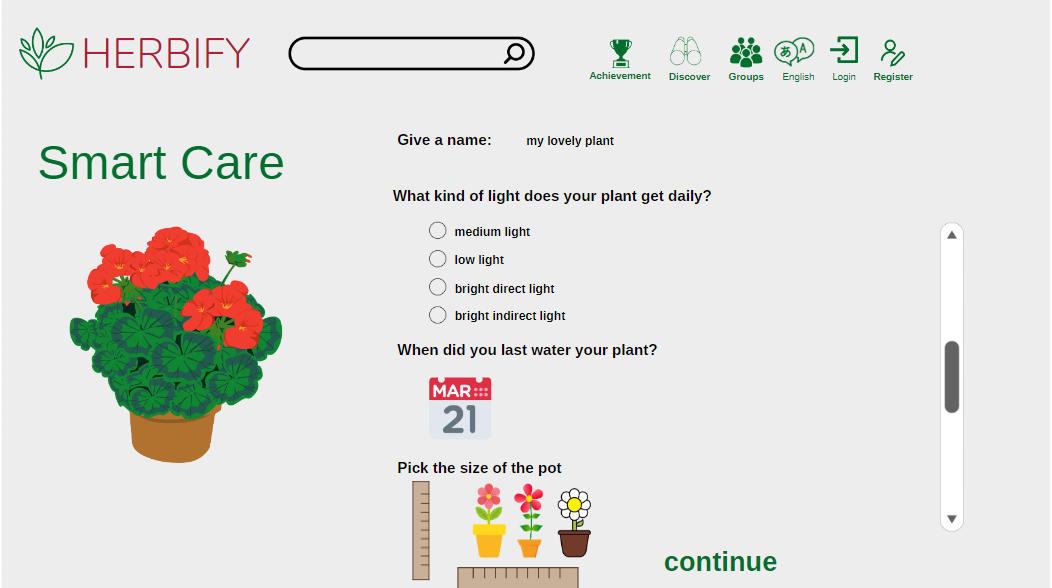 HERBIFY
Achievement
Discover
Groups
あ A
English
Login
Register
Smart Care
Give a name: my lovely plant
What kind of light does your plant get daily?
medium light
low light
bright direct light
bright indirect light
When did you last water your plant?
MAR
21
Pick the size of the pot
continue